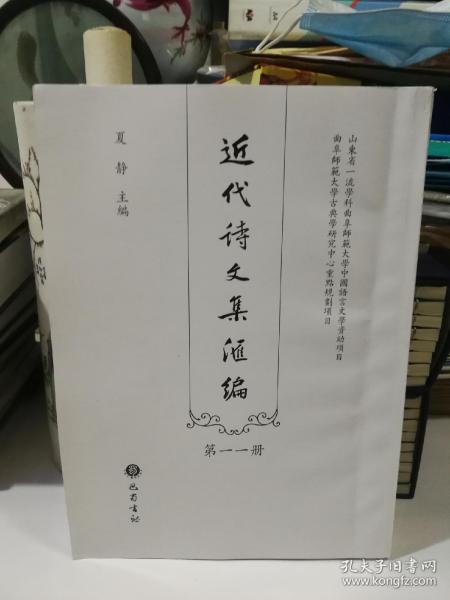 山東省一流學科曲阜師範大學中國語言文學資助項目
曲阜師範大學古典學研究中心重點規劃項目
近代诗文集滙编
第一一册
夏静 主編
巴蜀書社
孔夫子旧书网
www.kongfz.com